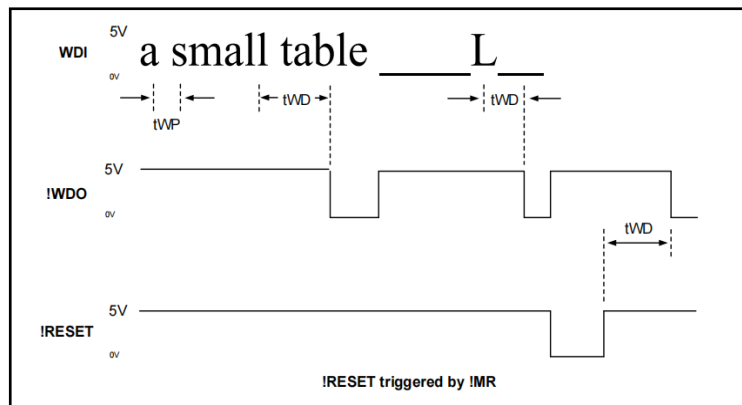 5V
WDI a small table L
0V
tWD tWD
tWP
5V
!WDO
0V
tWD
5V
!RESET
0V
!RESET triggered by !MR